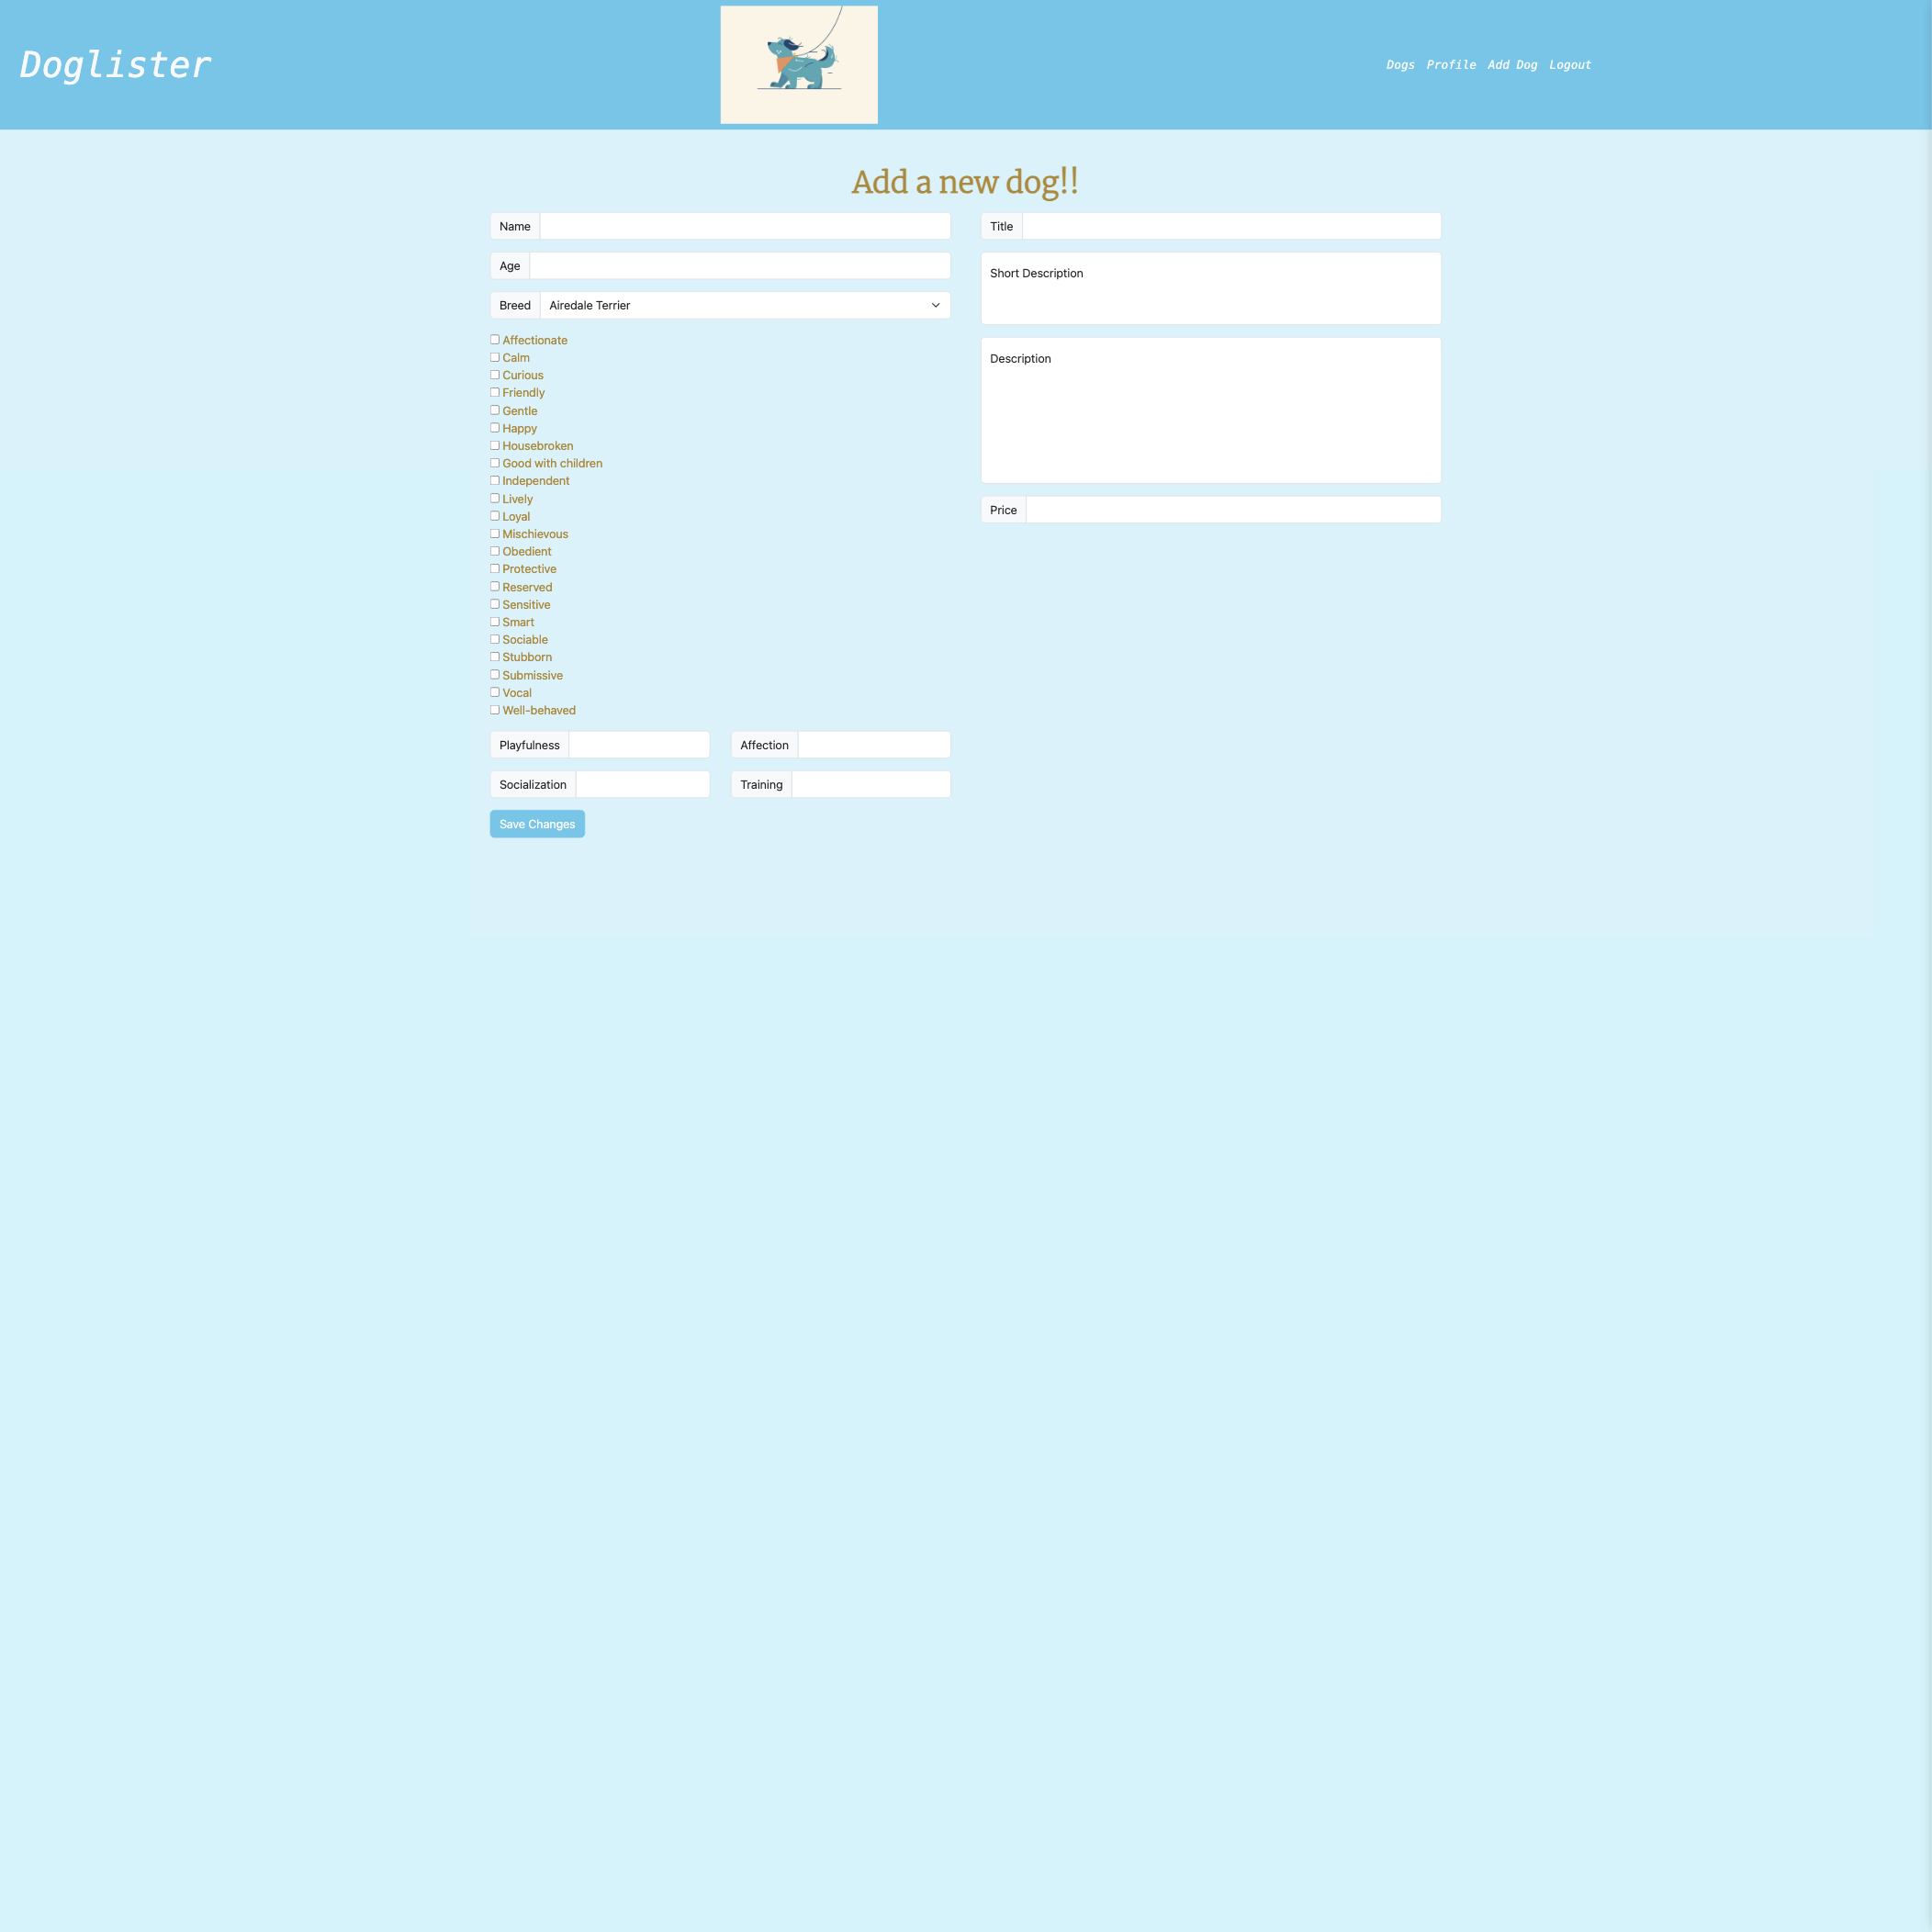 Doglister
Dogs Profile Add Dog Logout
Add a new dog!!
Name
Age
Breed Airedale Terrier
Affectionate
Calm
Curious
Friendly
Gentle
Happy
Housebroken
Good with children
Independent
Lively
Loyal
Mischievous
Obedient
Protective
Reserved
Sensitive
Smart
Sociable
Stubborn
Submissive
Vocal
Well-behaved
Playfulness
Affection
Socialization
Training
Save Changes
Title
Short Description
Description
Price